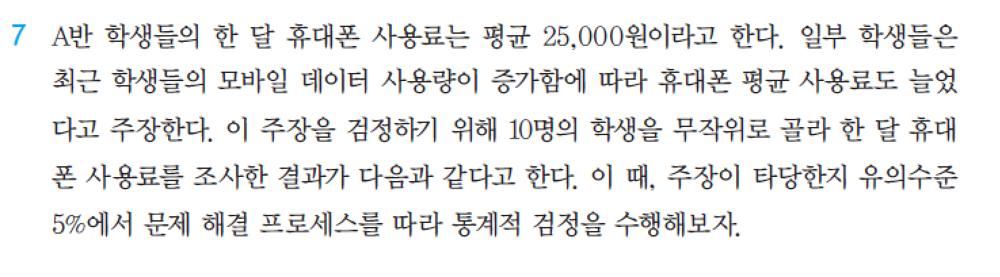 7 A반 학생들의 한 달 휴대폰 사용료는 평균 25,000원이라고 한다. 일부 학생들은
최근 학생들의 모바일 데이터 사용량이 증가함에 따라 휴대폰 평균 사용료도 늘었
다고 주장한다. 이 주장을 검정하기 위해 10명의 학생을 무작위로 골라 한 달 휴대
폰 사용료를 조사한 결과가 다음과 같다고 한다. 이 때, 주장이 타당한지 유의수준
5%에서 문제 해결 프로세스를 따라 통계적 검정을 수행해보자.